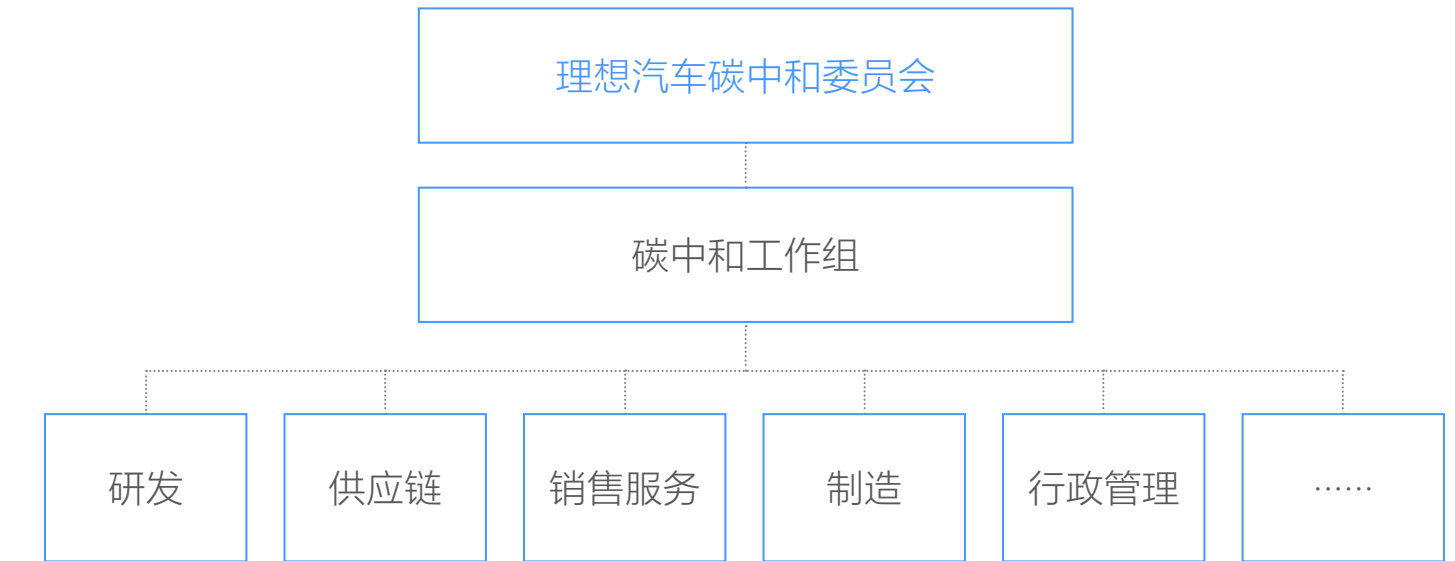 理想汽车碳中和委员会
碳中和工作组
研发
供应链
销售服务
制造
行政管理
……